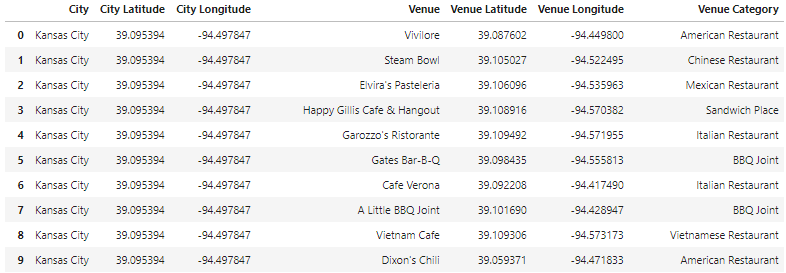 City City Latitude City Longitude Venue Venue Latitude Venue Longitude Venue Category
0 Kansas City 39.095394 -94.497847 Vivilore 39.087602 -94.449800 American Restaurant
1 Kansas City 39.095394 -94.497847 Steam Bowl 39.105027 -94.522495 Chinese Restaurant
2 Kansas City 39.095394 -94.497847 Elvira's Pasteleria 39.106096 -94.535963 Mexican Restaurant
3 Kansas City 39.095394 -94.497847 Happy Gillis Cafe & Hangout 39.108916 -94.570382 Sandwich Place
4 Kansas City 39.095394 -94.497847 Garozzo's Ristorante 39.109492 -94.571955 Italian Restaurant
5 Kansas City 39.095394 -94.497847 Gates Bar-B-Q 39.098435 -94.555813 BBQ Joint
6 Kansas City 39.095394 -94.497847 Cafe Verona 39.092208 -94.417490 Italian Restaurant
7 Kansas City 39.095394 -94.497847 A Little BBQ Joint 39.101690 -94.428947 BBQ Joint
8 Kansas City 39.095394 -94.497847 Vietnam Cafe 39.109306 -94.573173 Vietnamese Restaurant
9 Kansas City 39.095394 -94.497847 Dixon's Chili 39.059371 -94.471833 American Restaurant